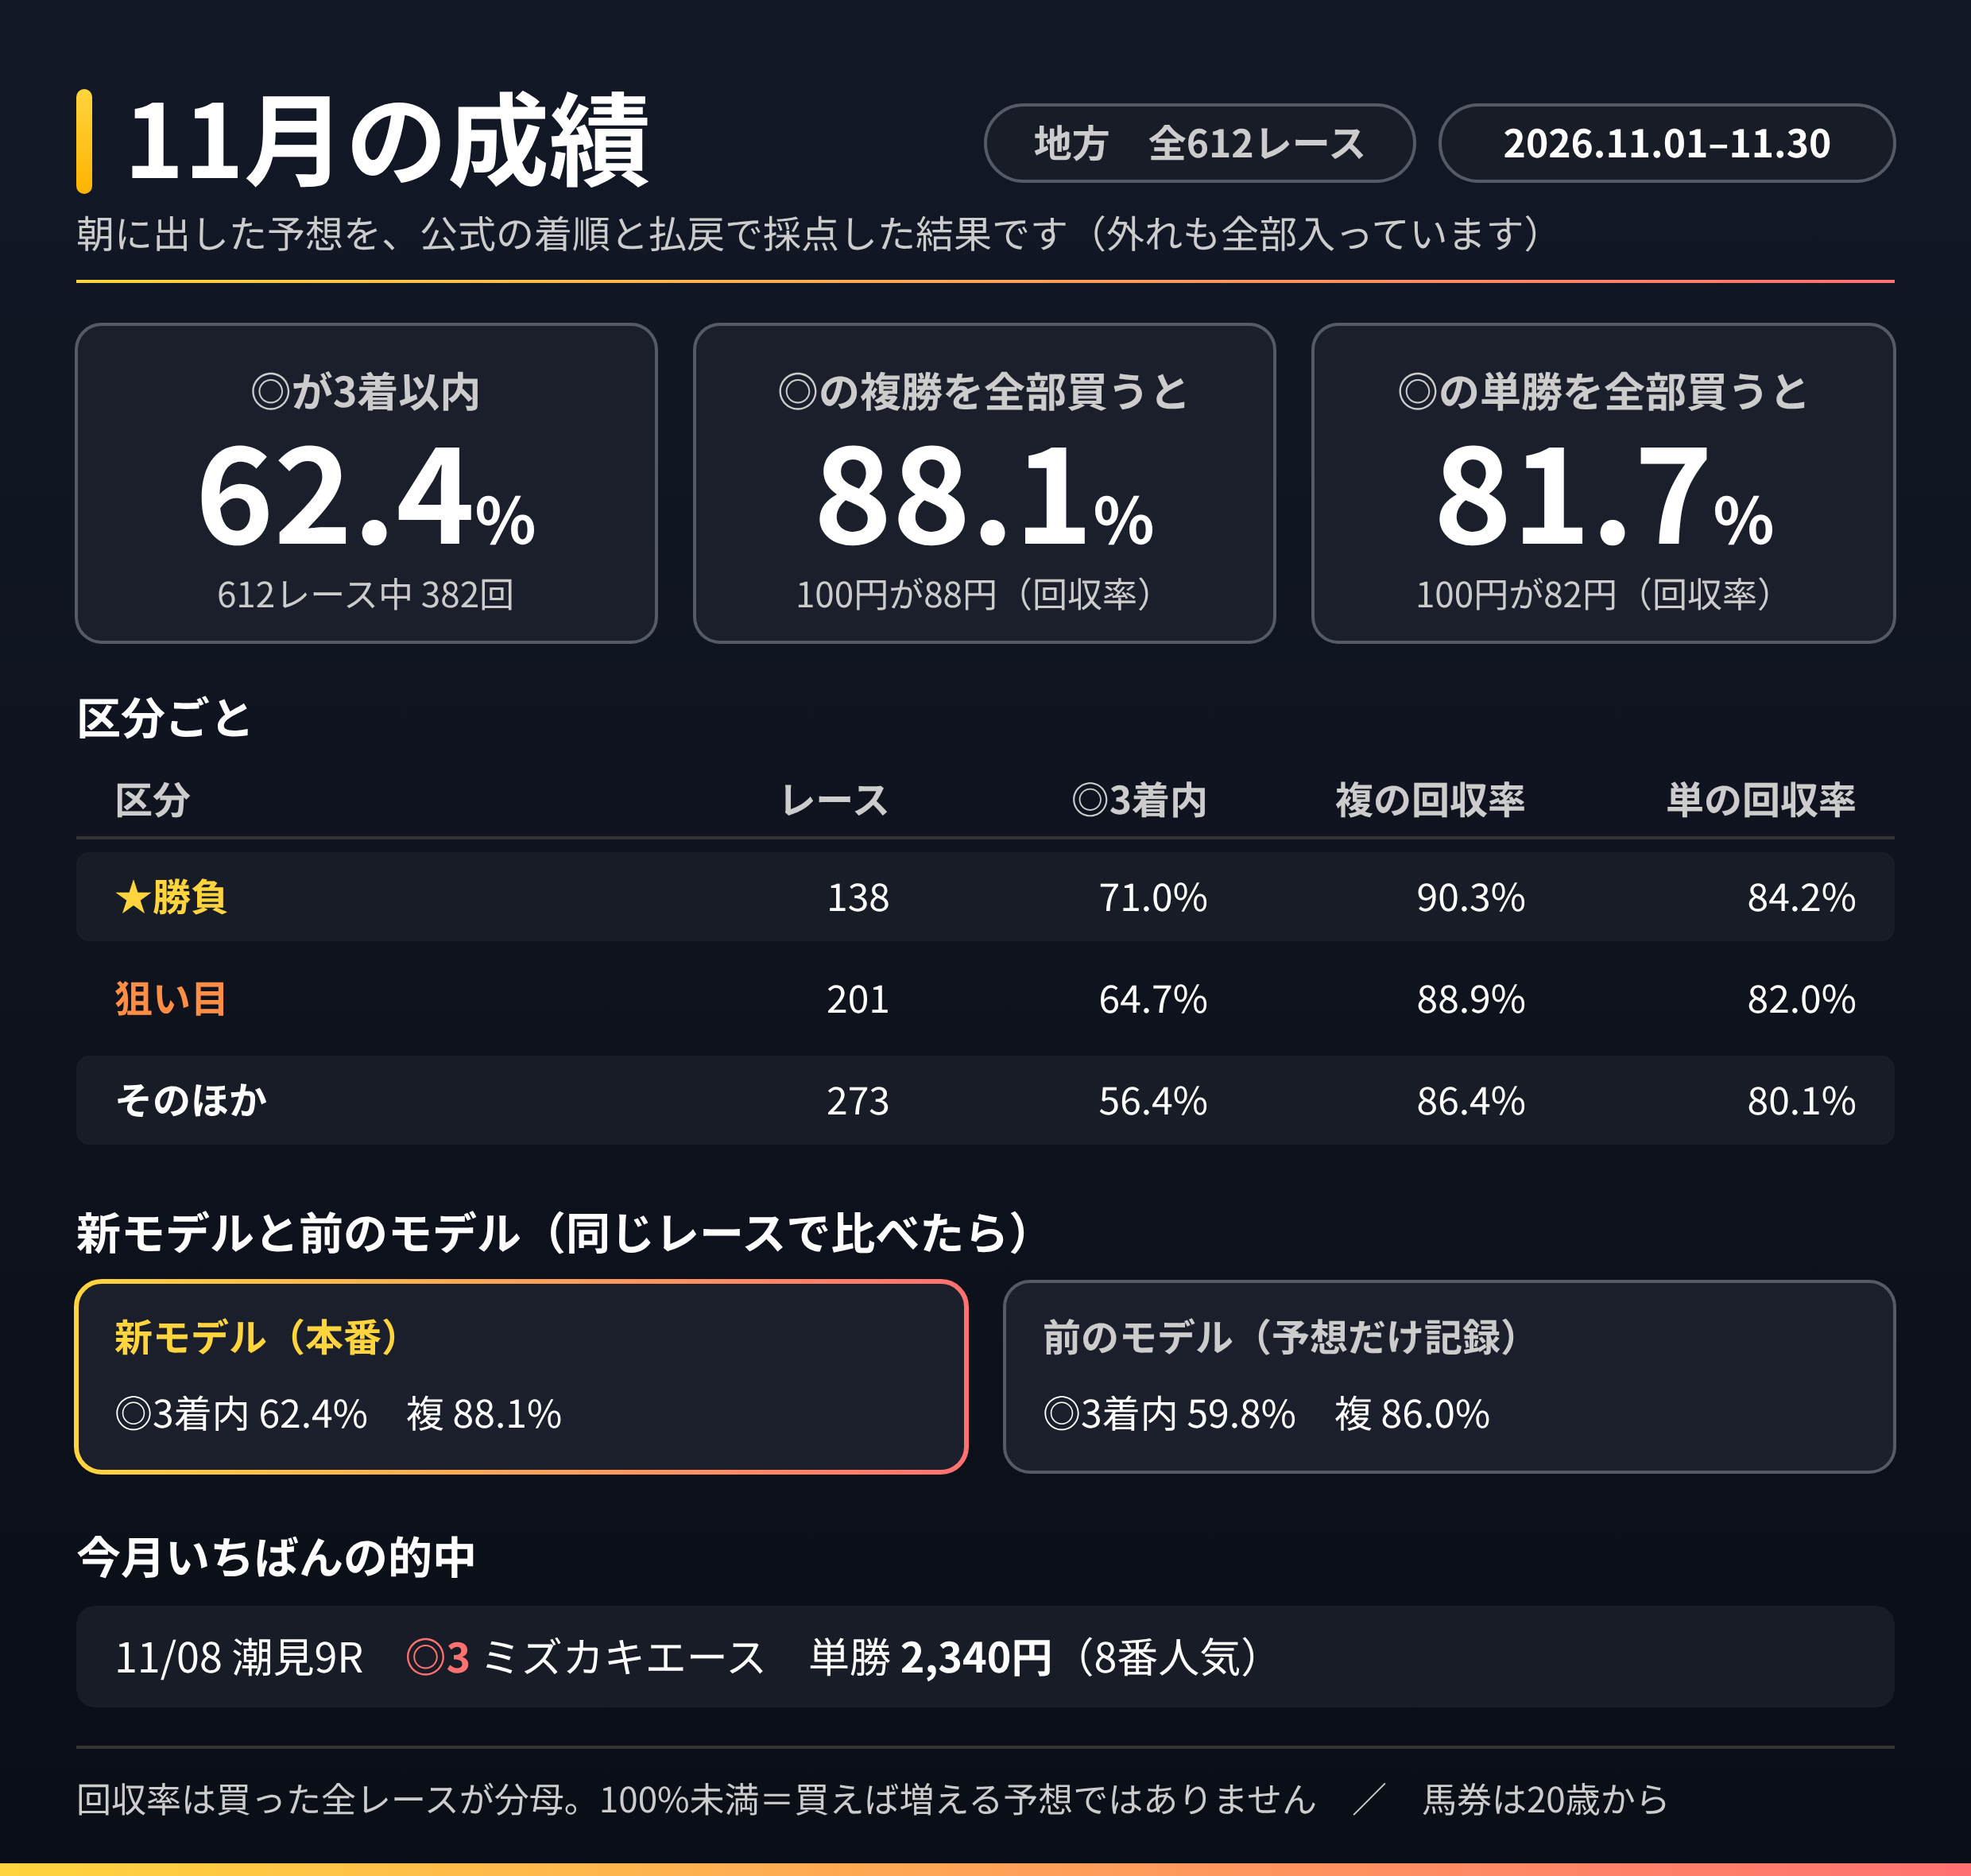 11月の成績
地方　全612レース
2026.11.01–11.30
朝に出した予想を、公式の着順と払戻で採点した結果です（外れも全部入っています）
◎が3着以内
62.4%
612レース中 382回
◎の複勝を全部買うと
88.1%
100円が88円（回収率）
◎の単勝を全部買うと
81.7%
100円が82円（回収率）
区分ごと
区分　レース　◎3着内　複の回収率　単の回収率
★勝負　138　71.0%　90.3%　84.2%
狙い目　201　64.7%　88.9%　82.0%
そのほか　273　56.4%　86.4%　80.1%
新モデルと前のモデル（同じレースで比べたら）
新モデル（本番）
◎3着内 62.4%　複 88.1%
前のモデル（予想だけ記録）
◎3着内 59.8%　複 86.0%
今月いちばんの的中
11/08 潮見9R　◎3 ミズカキエース　単勝 2,340円（8番人気）
回収率は買った全レースが分母。100%未満＝買えば増える予想ではありません　／　馬券は20歳から